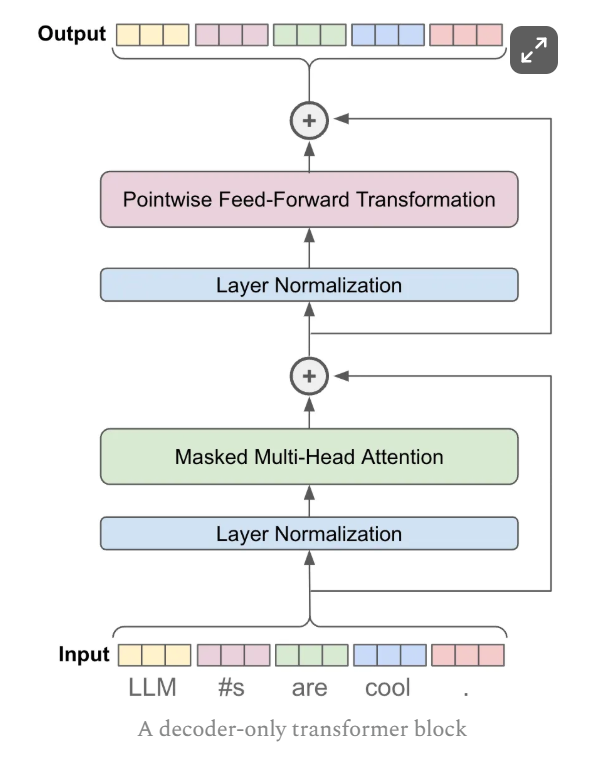 Output
+
Pointwise Feed-Forward Transformation
Layer Normalization
+
Masked Multi-Head Attention
Layer Normalization
Input
LLM #s are cool .
A decoder-only transformer block